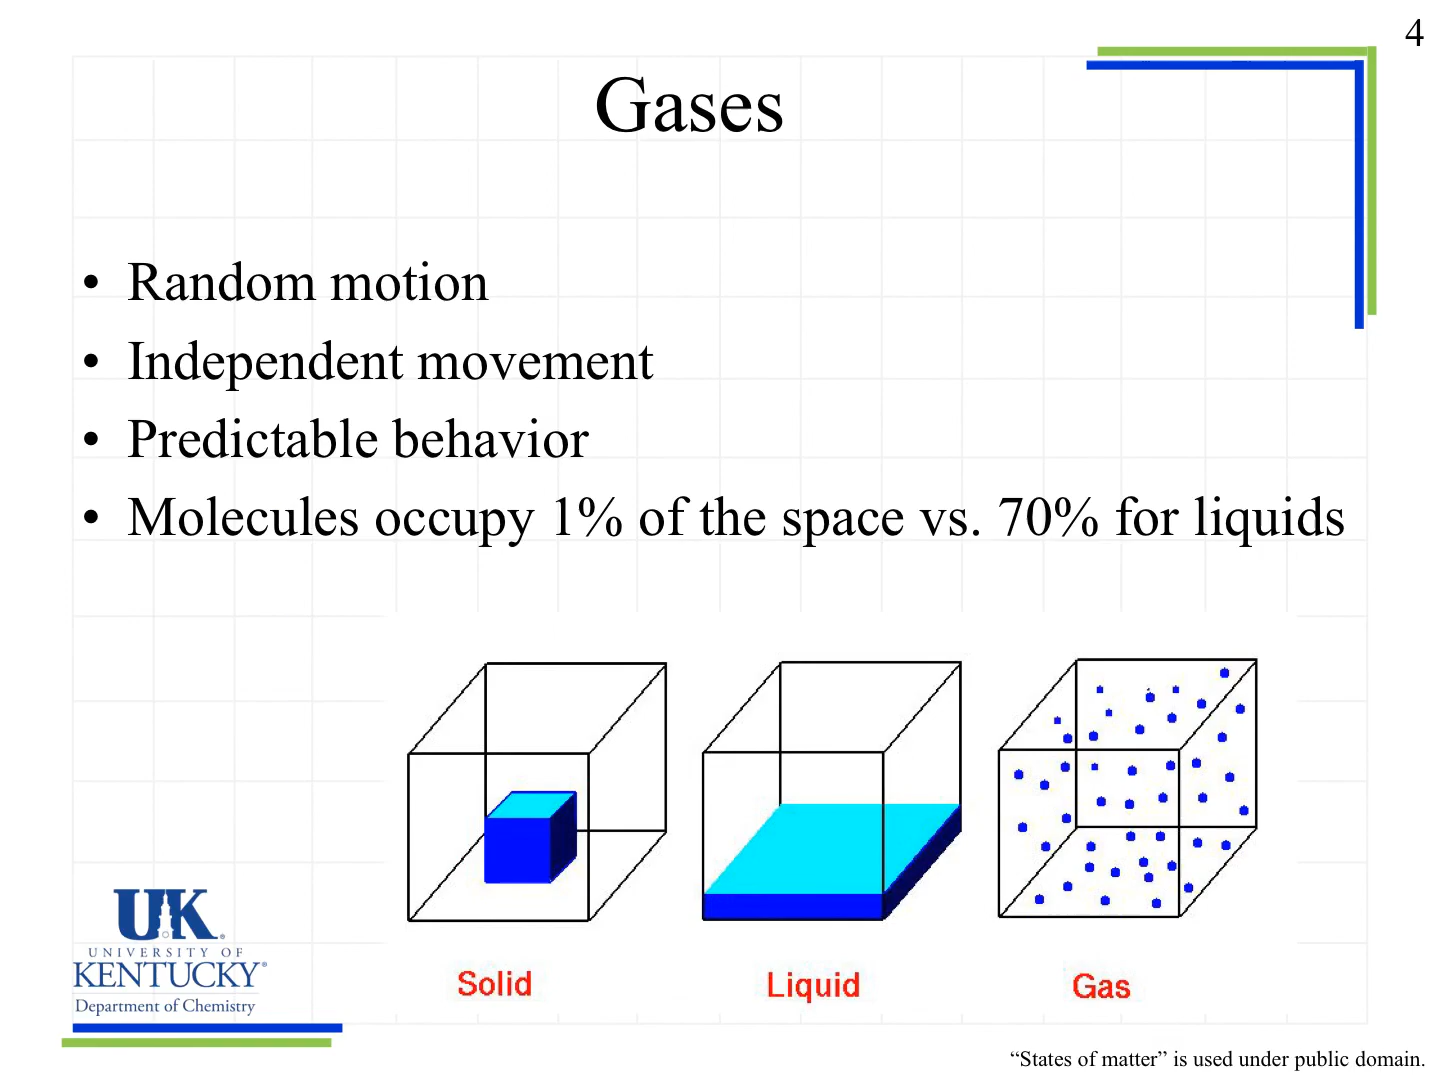 4
Gases
• Random motion
• Independent movement
• Predictable behavior
• Molecules occupy 1% of the space vs. 70% for liquids
Solid
Liquid
Gas
UK®
UNIVERSITY OF
KENTUCKY®
Department of Chemistry
“States of matter” is used under public domain.